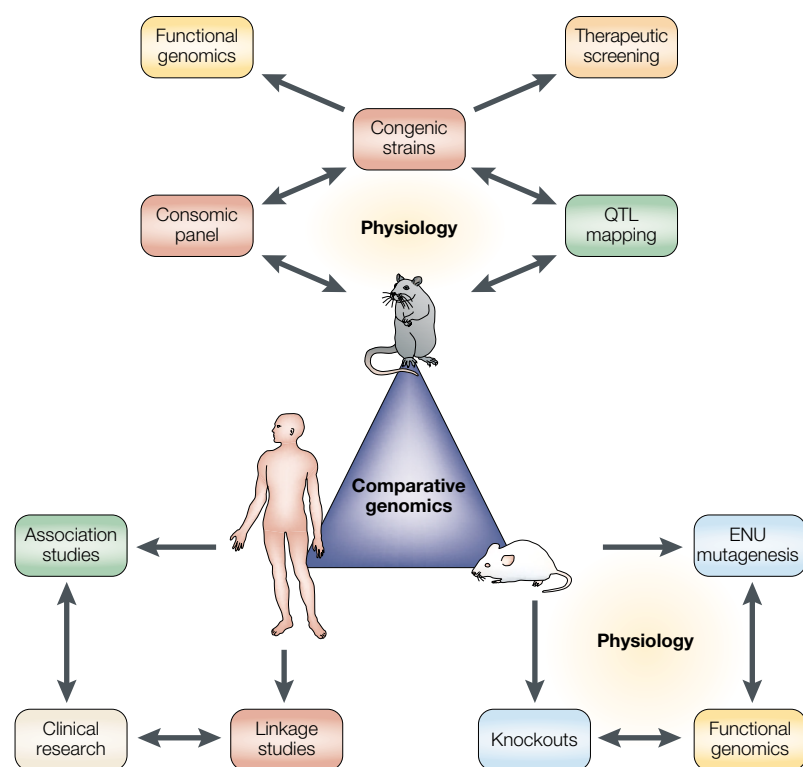 Functional
genomics
Therapeutic
screening
Congenic
strains
Consomic
panel
Physiology
QTL
mapping
Comparative
genomics
Association
studies
ENU
mutagenesis
Physiology
Clinical
research
Linkage
studies
Knockouts
Functional
genomics